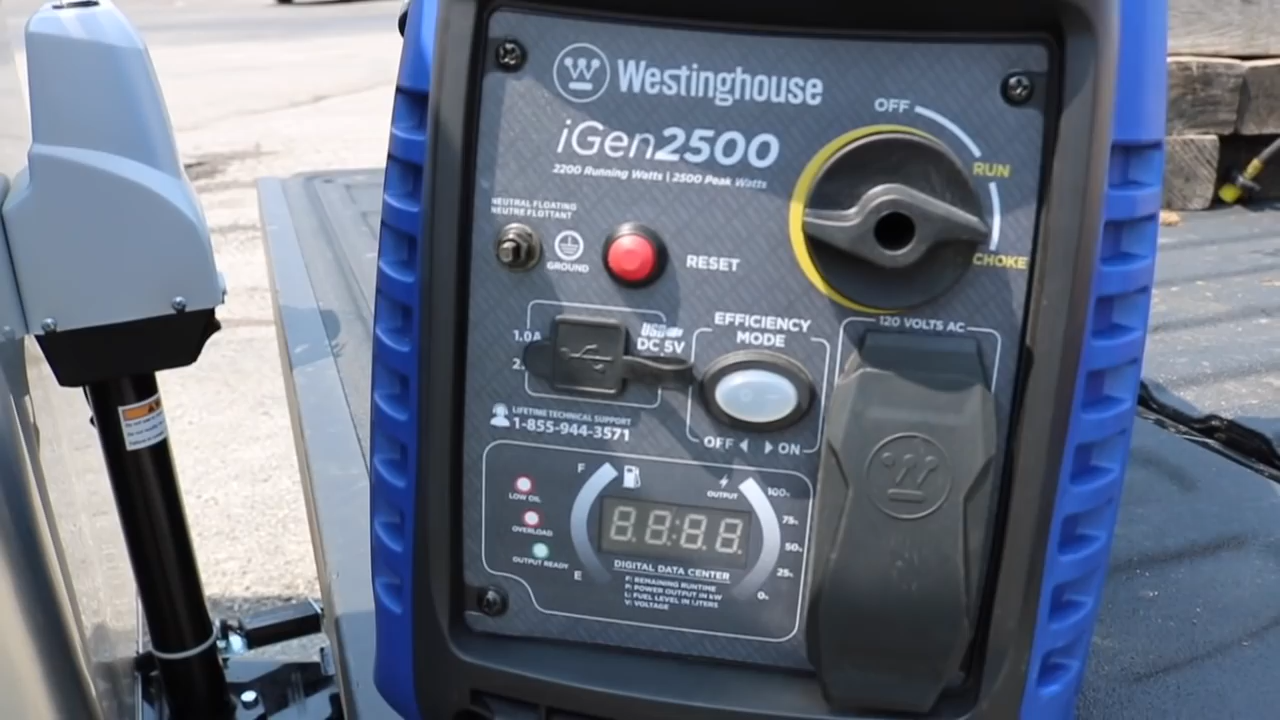 Westinghouse
iGen2500
2200 Running Watts | 2500 Peak Watts
OFF
RUN
CHOKE
NEUTRAL FLOATING
NEUTRE FLOTTANT
GROUND
RESET
USB
DC 5V
1.0A
2.
EFFICIENCY
MODE
OFF ON
120 VOLTS AC
LIFETIME TECHNICAL SUPPORT
1-855-944-3571
F
E
LOW OIL
OVERLOAD
OUTPUT READY
OUTPUT
100%
75%
50%
25%
0%
8:8:8:8
DIGITAL DATA CENTER
F: REMAINING RUNTIME
P: POWER OUTPUT IN kW
L: FUEL LEVEL IN LITERS
V: VOLTAGE